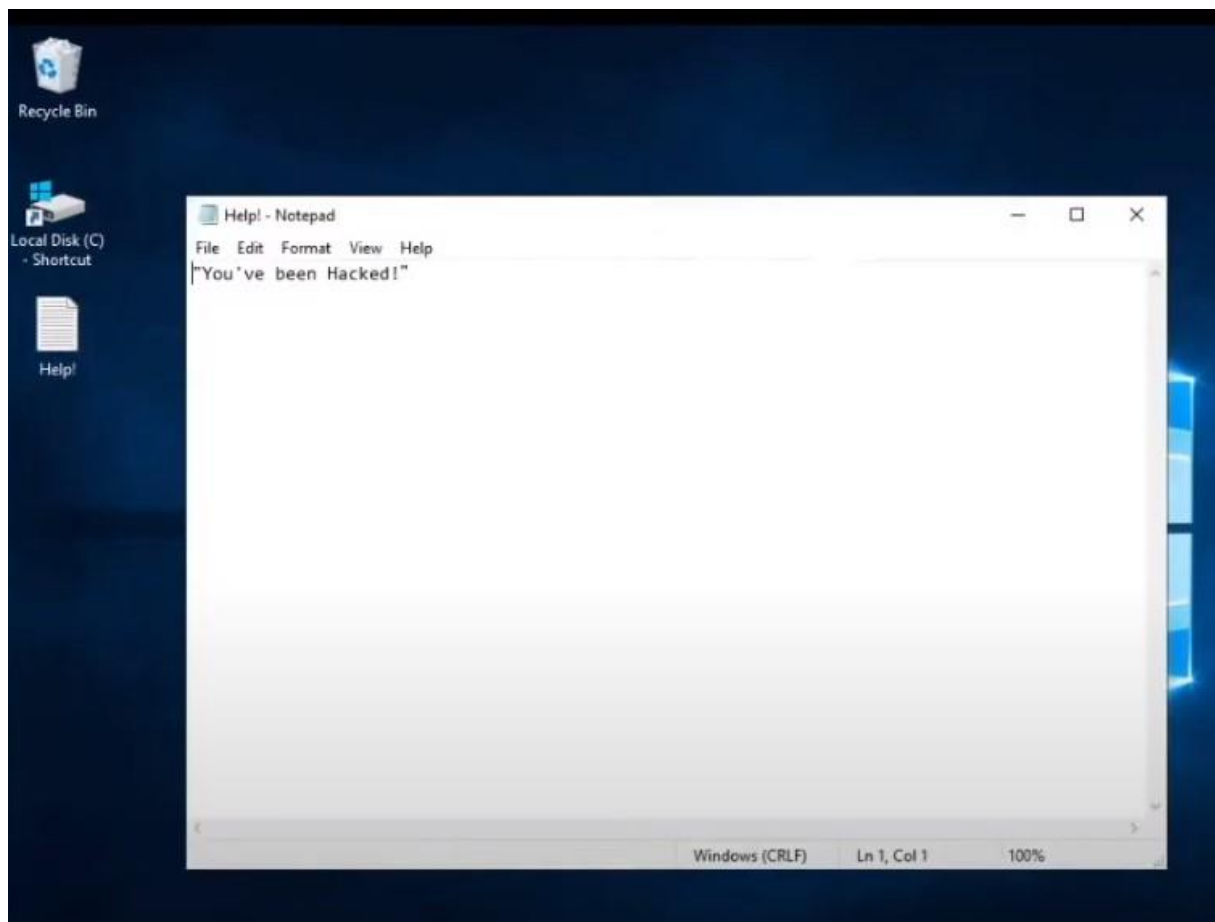 Recycle Bin
Local Disk (C)
- Shortcut
Help!
Help! - Notepad
File Edit Format View Help
"You've been Hacked!"
Windows (CRLF) Ln 1, Col 1 100%